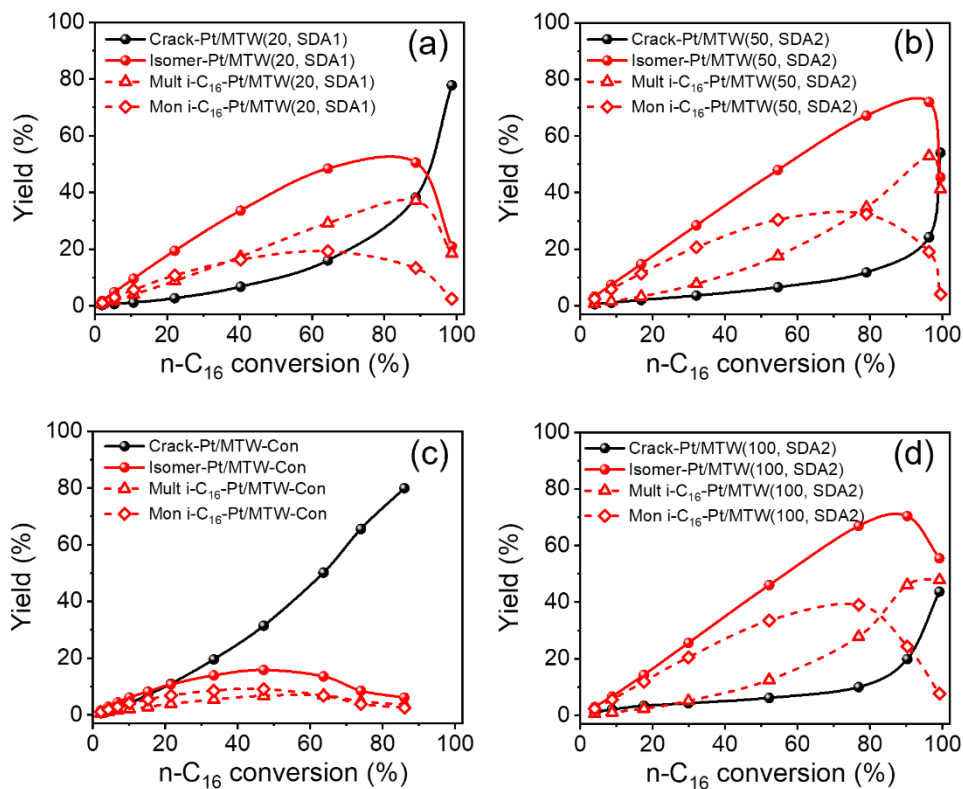 (a)
Crack-Pt/MTW(20, SDA1)
Isomer-Pt/MTW(20, SDA1)
Mult i-C₁₆-Pt/MTW(20, SDA1)
Mon i-C₁₆-Pt/MTW(20, SDA1)
100
80
60
40
20
0
Yield (%)
0 20 40 60 80 100
n-C₁₆ conversion (%)
(b)
Crack-Pt/MTW(50, SDA2)
Isomer-Pt/MTW(50, SDA2)
Mult i-C₁₆-Pt/MTW(50, SDA2)
Mon i-C₁₆-Pt/MTW(50, SDA2)
100
80
60
40
20
0
Yield (%)
0 20 40 60 80 100
n-C₁₆ conversion (%)
(c)
Crack-Pt/MTW-Con
Isomer-Pt/MTW-Con
Mult i-C₁₆-Pt/MTW-Con
Mon i-C₁₆-Pt/MTW-Con
100
80
60
40
20
0
Yield (%)
0 20 40 60 80 100
n-C₁₆ conversion (%)
(d)
Crack-Pt/MTW(100, SDA2)
Isomer-Pt/MTW(100, SDA2)
Mult i-C₁₆-Pt/MTW(100, SDA2)
Mon i-C₁₆-Pt/MTW(100, SDA2)
100
80
60
40
20
0
Yield (%)
0 20 40 60 80 100
n-C₁₆ conversion (%)